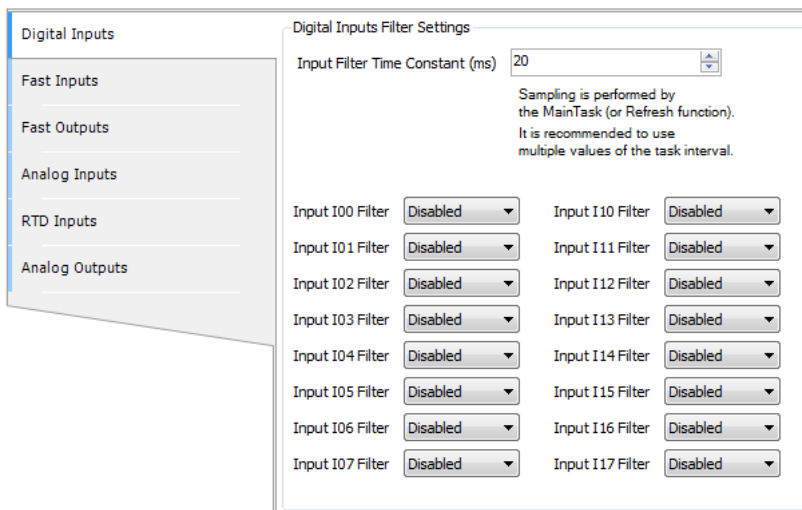 Digital Inputs
Fast Inputs
Fast Outputs
Analog Inputs
RTD Inputs
Analog Outputs
Digital Inputs Filter Settings
Input Filter Time Constant (ms) 20
Sampling is performed by
the MainTask (or Refresh function).
It is recommended to use
multiple values of the task interval.
Input I00 Filter Disabled Input I10 Filter Disabled
Input I01 Filter Disabled Input I11 Filter Disabled
Input I02 Filter Disabled Input I12 Filter Disabled
Input I03 Filter Disabled Input I13 Filter Disabled
Input I04 Filter Disabled Input I14 Filter Disabled
Input I05 Filter Disabled Input I15 Filter Disabled
Input I06 Filter Disabled Input I16 Filter Disabled
Input I07 Filter Disabled Input I17 Filter Disabled